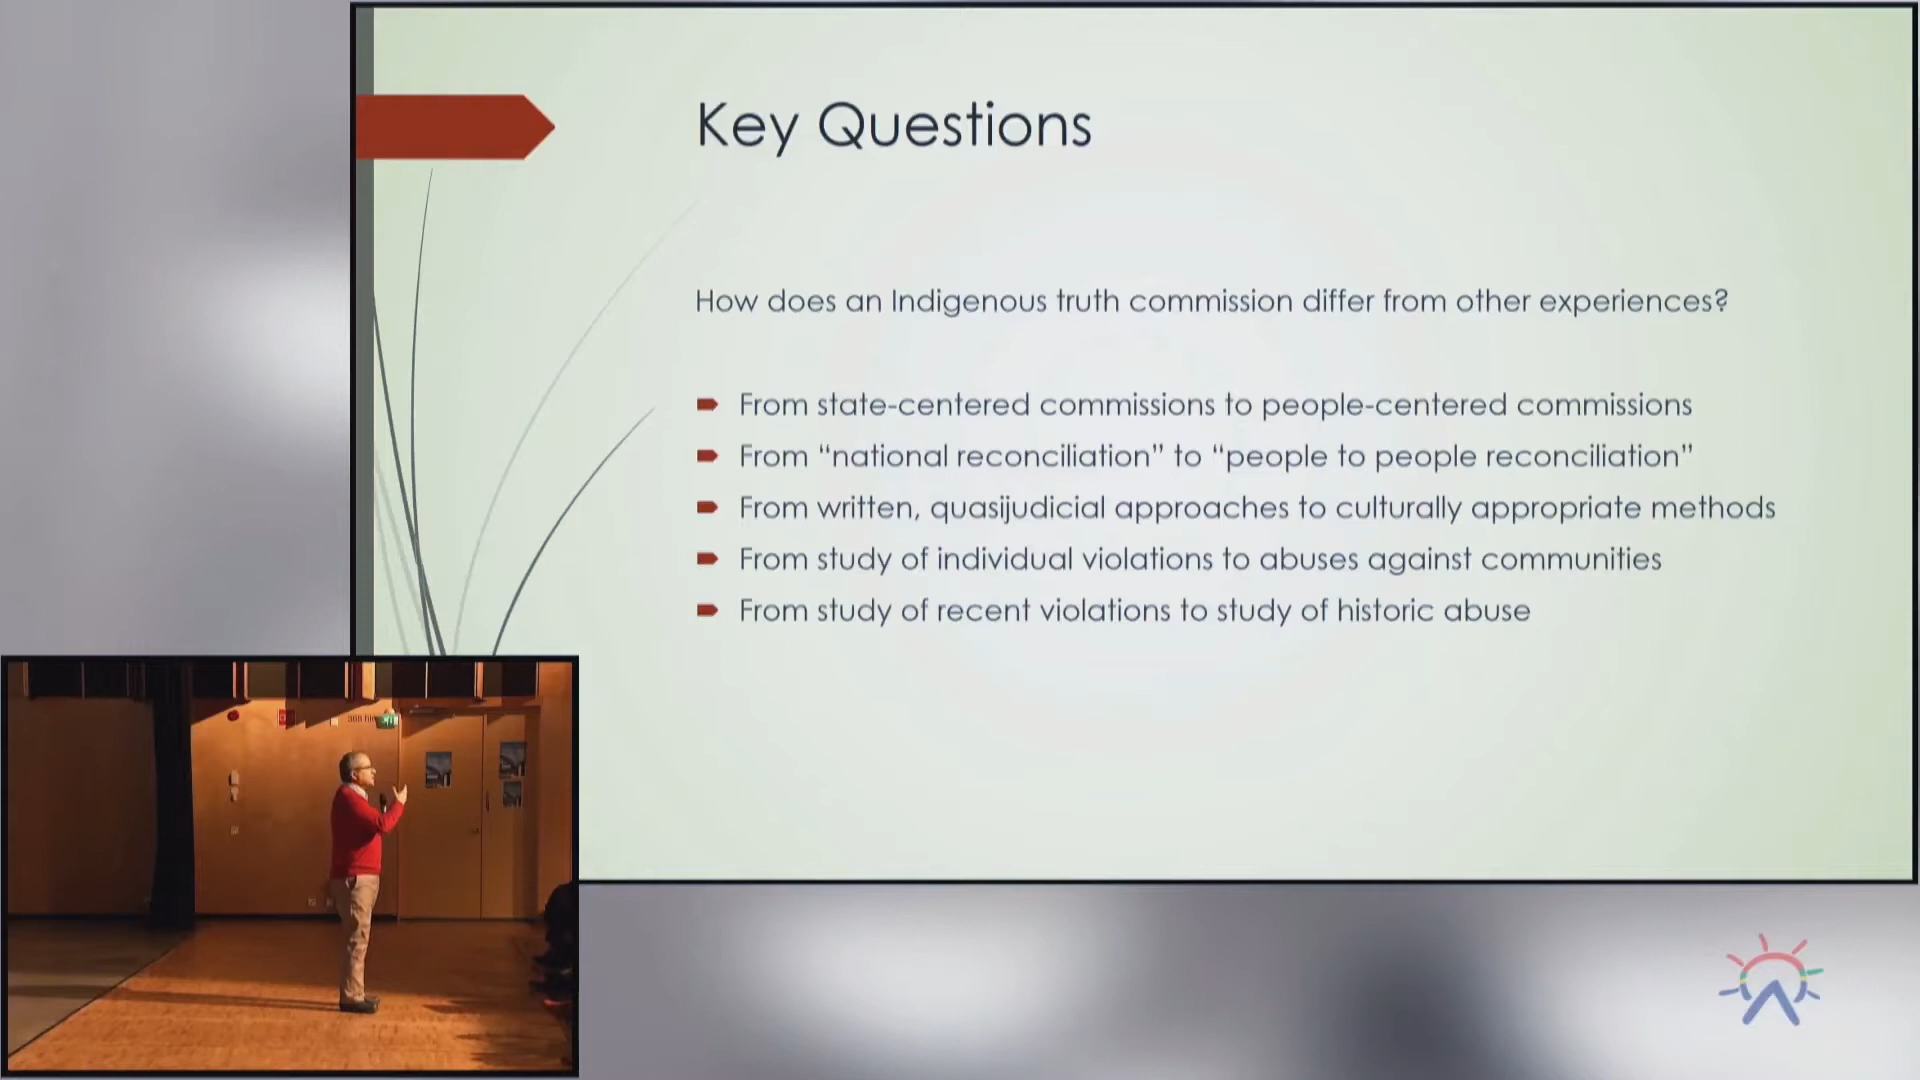 Key Questions
How does an Indigenous truth commission differ from other experiences?
From state-centered commissions to people-centered commissions
From “national reconciliation” to “people to people reconciliation”
From written, quasijudicial approaches to culturally appropriate methods
From study of individual violations to abuses against communities
From study of recent violations to study of historic abuse